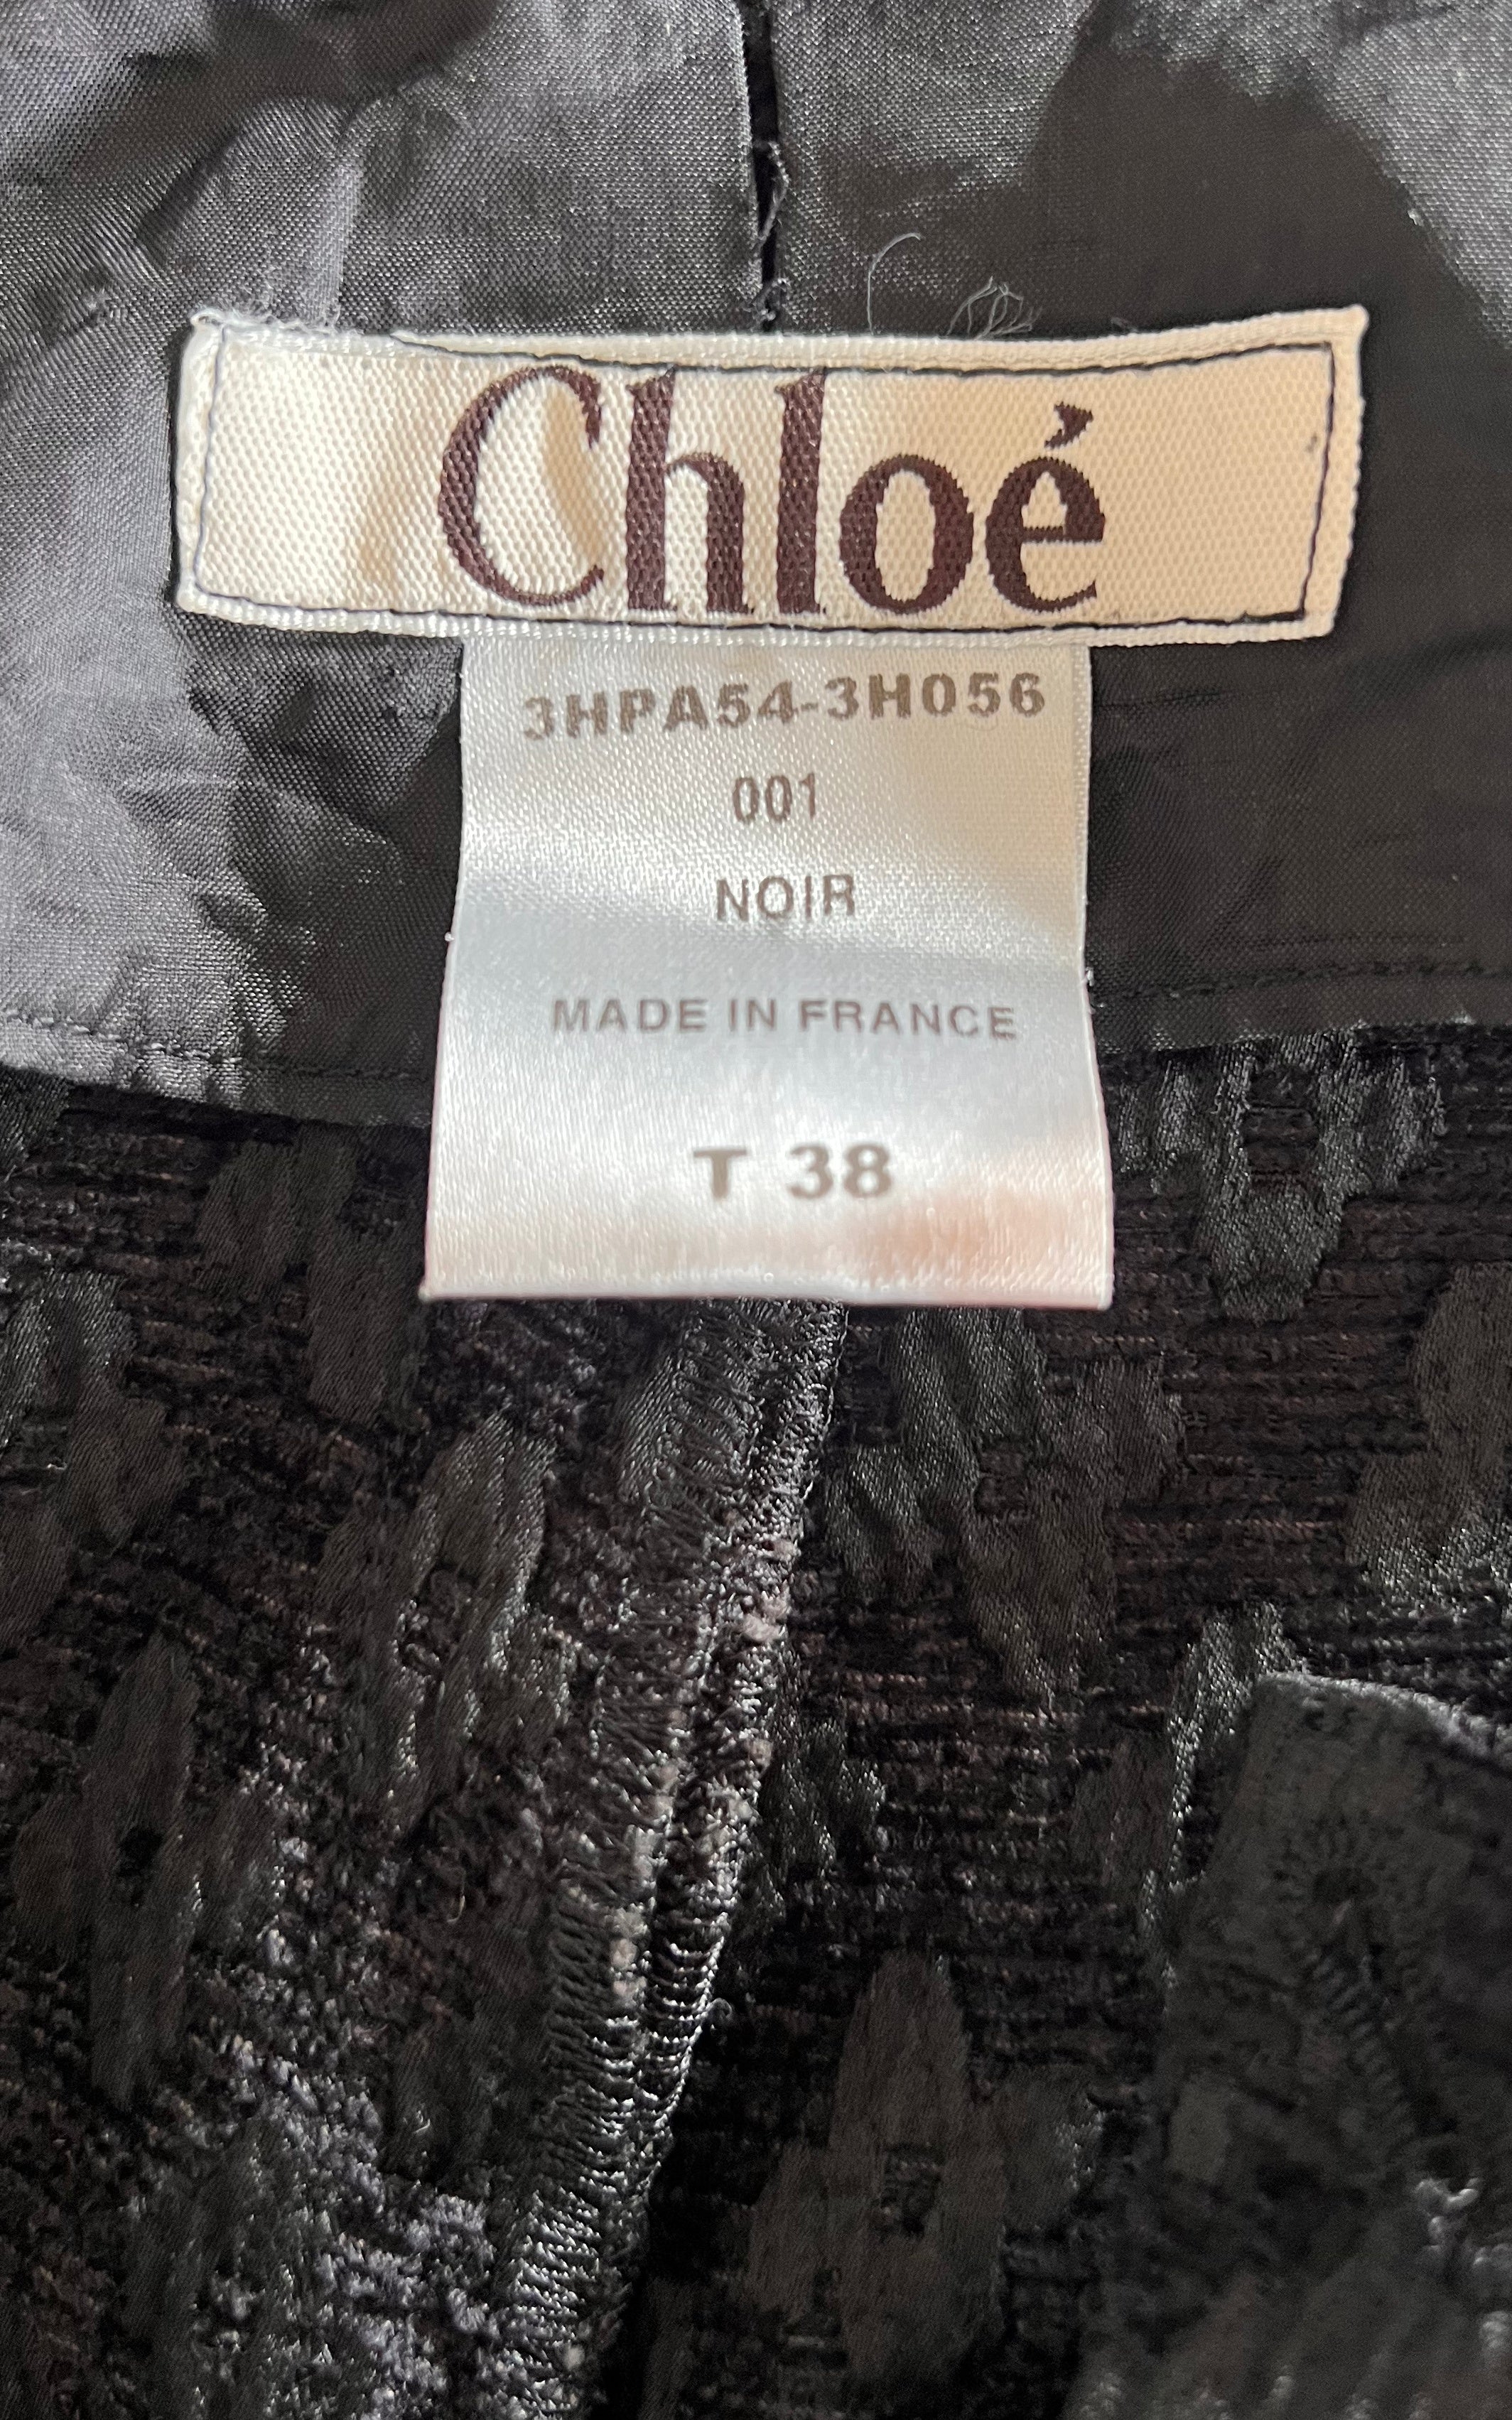 Chloé
3HPA54-3H056
001
NOIR
MADE IN FRANCE
T 38